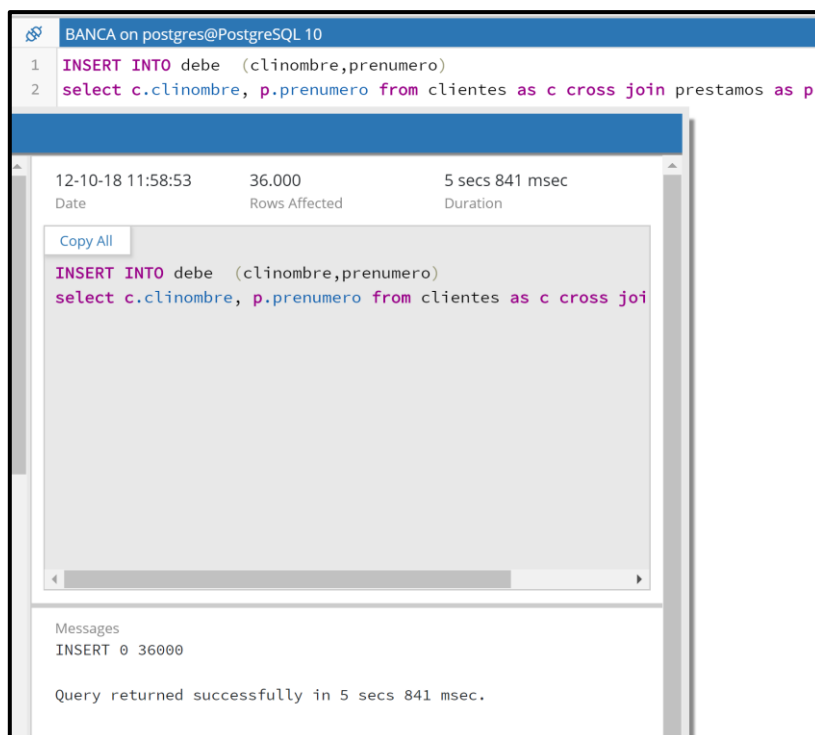 BANCA on postgres@PostgreSQL 10
1 INSERT INTO debe (clinombre,prenumero)
2 select c.clinombre, p.prenumero from clientes as c cross join prestamos as p
12-10-18 11:58:53 36.000 5 secs 841 msec
Date Rows Affected Duration
Copy All
INSERT INTO debe (clinombre,prenumero)
select c.clinombre, p.prenumero from clientes as c cross joi
Messages
INSERT 0 36000
Query returned successfully in 5 secs 841 msec.